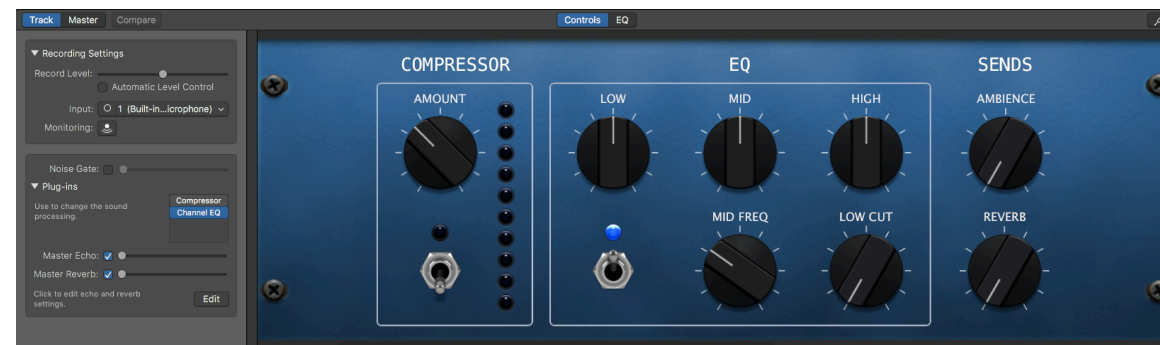 Track Master Compare
Controls EQ
Recording Settings
Record Level:
Automatic Level Control
Input: 1 (Built-in...icrophone)
Monitoring:
Noise Gate:
Plug-ins
Use to change the sound
processing.
Compressor
Channel EQ
Master Echo:
Master Reverb:
Click to edit echo and reverb
settings.
Edit
COMPRESSOR
AMOUNT
EQ
LOW MID HIGH
MID FREQ LOW CUT
SENDS
AMBIENCE
REVERB